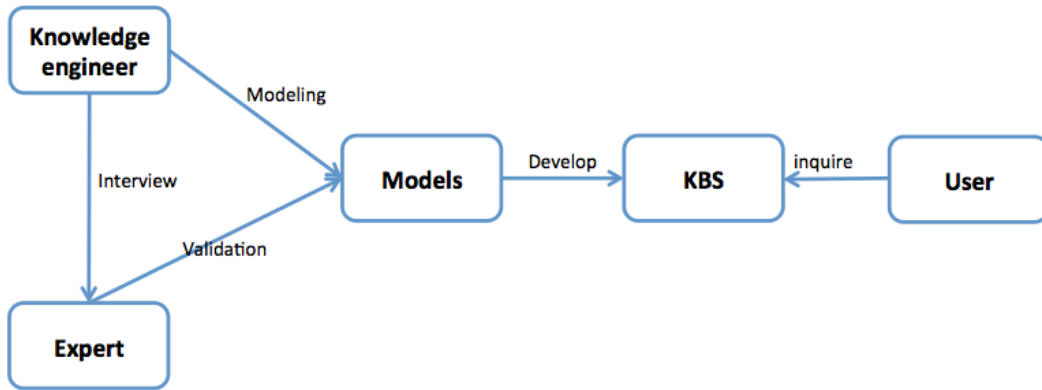 Knowledge
engineer
Modeling
Interview
Models
Develop
KBS
inquire
User
Validation
Expert